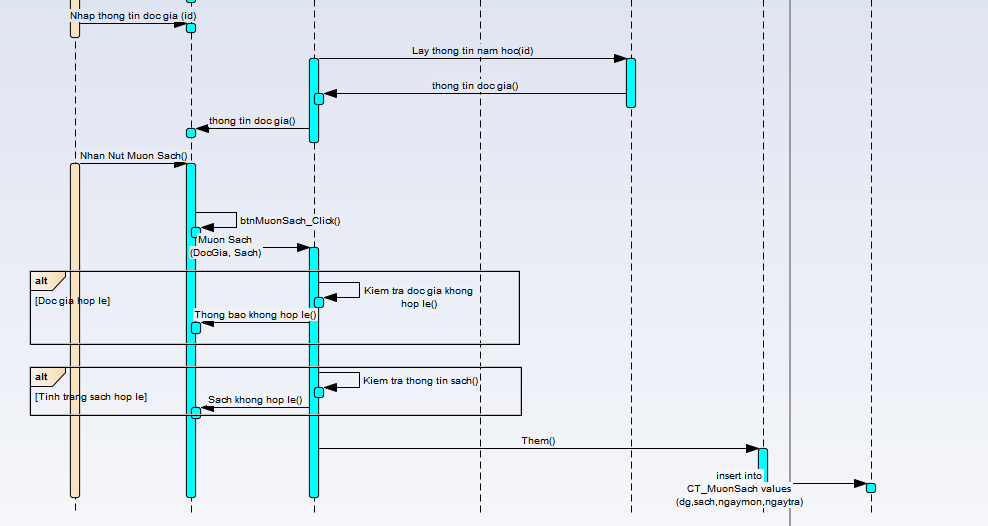 Nhap thong tin doc gia (id)
Lay thong tin nam hoc(id)
thong tin doc gia()
thong tin doc gia()
Nhan Nut Muon Sach()
btnMuonSach_Click()
Muon Sach
(DocGia, Sach)
alt
[Doc gia hop le]
Kiem tra doc gia khong
hop le()
Thong bao khong hop le()
alt
[Tinh trang sach hop le]
Kiem tra thong tin sach()
Sach khong hop le()
Them()
insert into
CT_MuonSach values
(dg,sach,ngaymon,ngaytra)